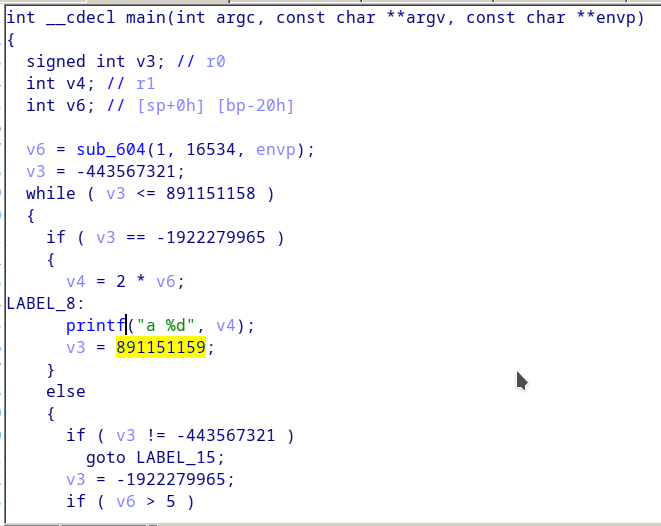 int __cdecl main(int argc, const char **argv, const char **envp)
{
  signed int v3; // r0
  int v4; // r1
  int v6; // [sp+0h] [bp-20h]

  v6 = sub_604(1, 16534, envp);
  v3 = -443567321;
  while ( v3 <= 891151158 )
  {
    if ( v3 == -1922279965 )
    {
      v4 = 2 * v6;
LABEL_8:
      printf("a %d", v4);
      v3 = 891151159;
    }
    else
    {
      if ( v3 != -443567321 )
        goto LABEL_15;
      v3 = -1922279965;
      if ( v6 > 5 )